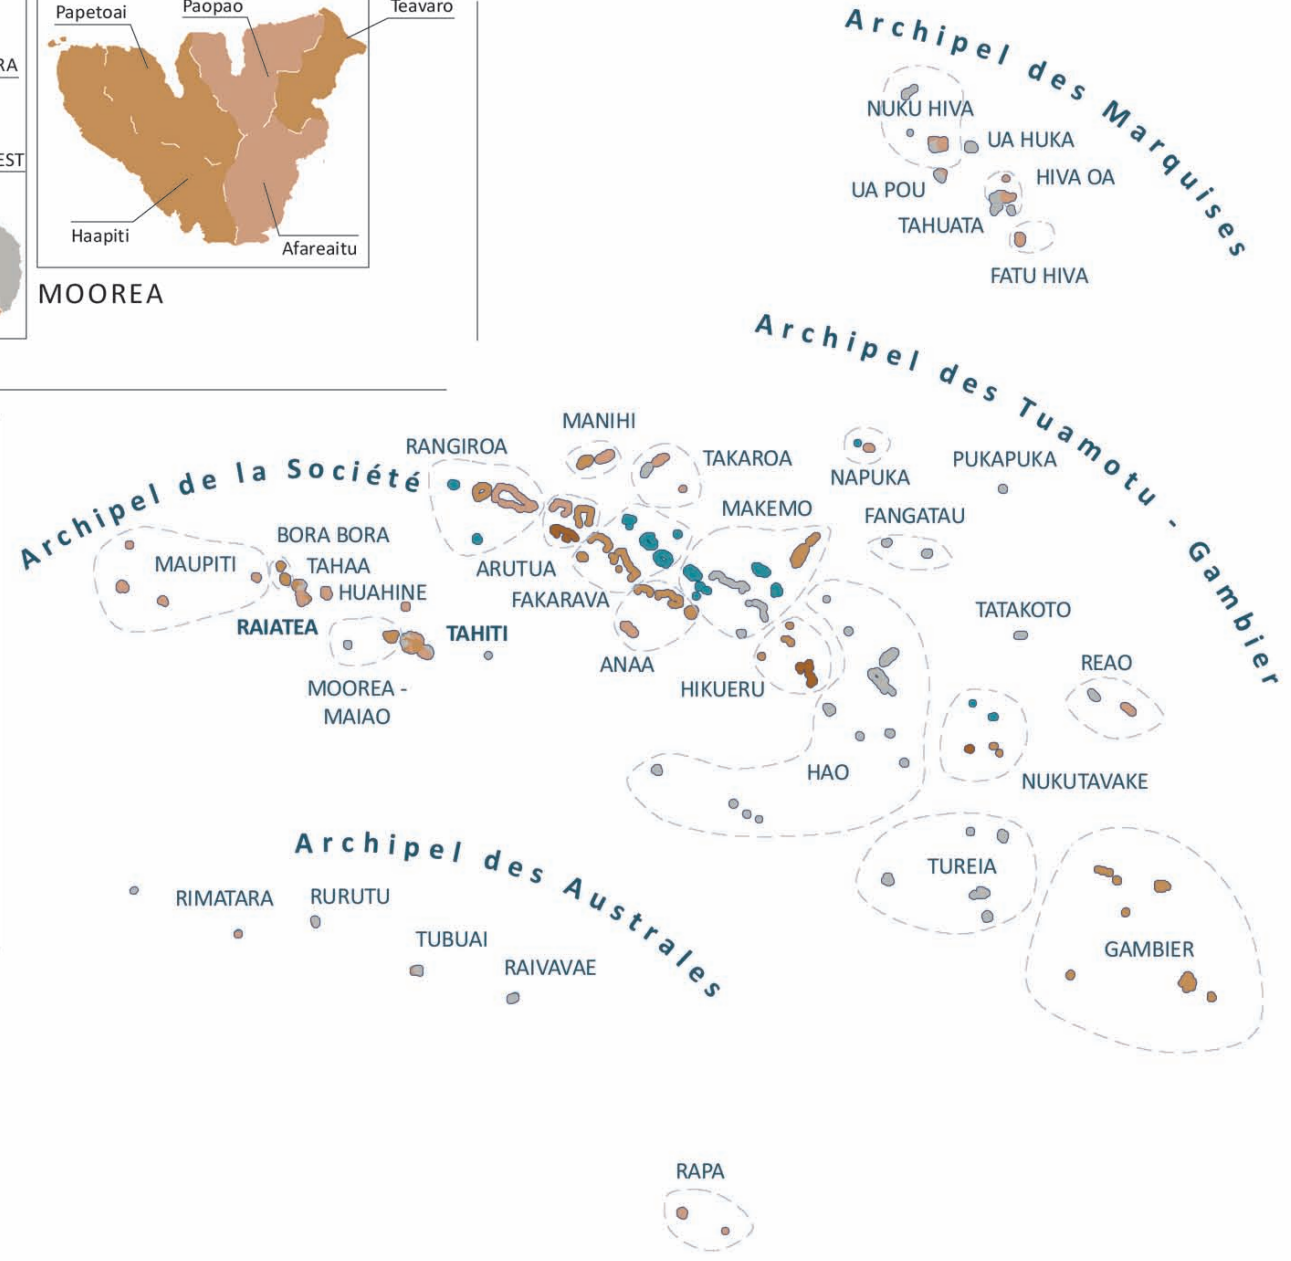 Papetoai
Paopao
Teavaro
RA
EST
Haapiti
Afareaitu
MOOREA
Archipel des Marquises
NUKU HIVA
UA HUKA
UA POU
HIVA OA
TAHUATA
FATU HIVA
Archipel des Tuamotu - Gambier
MANIHI
RANGIROA
TAKAROA
NAPUKA
PUKAPUKA
MAKEMO
FANGATAU
Archipel de la Société
BORA BORA
MAUPITI
TAHAA
ARUTUA
HUAHINE
FAKARAVA
TATAKOTO
RAIATEA
TAHITI
ANAA
REAO
MOOREA -
MAIAO
HIKUERU
HAO
NUKUTAVAKE
Archipel des Australes
TUREIA
RIMATARA
RURUTU
TUBUAI
RAIVAVAE
GAMBIER
RAPA